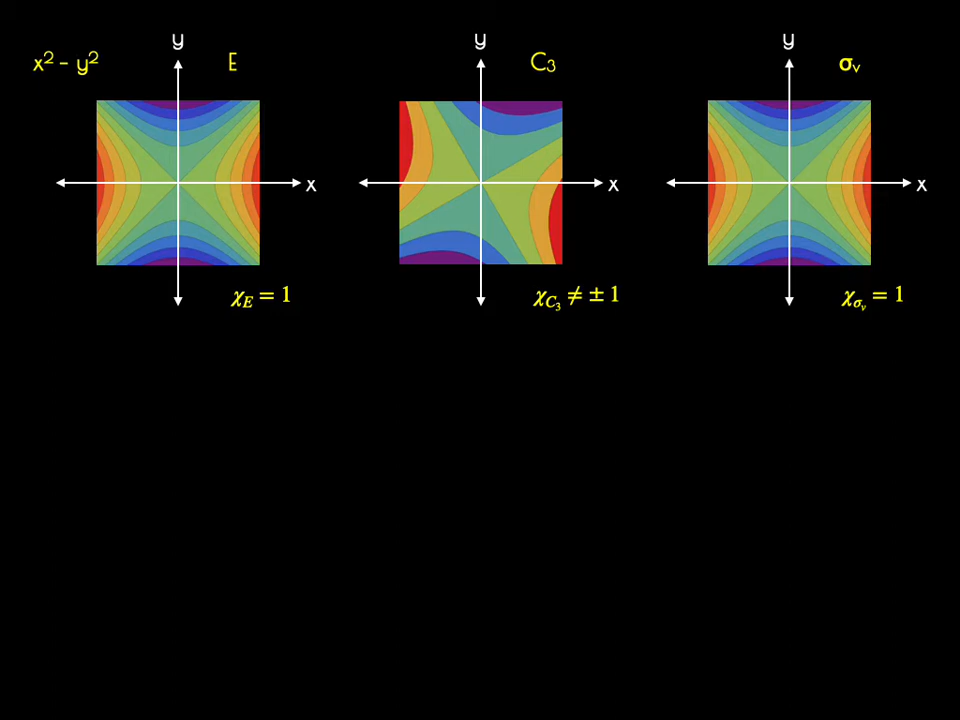 x² – y²
y
E
x
χ_E = 1
y
C₃
x
χ_C₃ ≠ ± 1
y
σᵥ
x
χ_σᵥ = 1